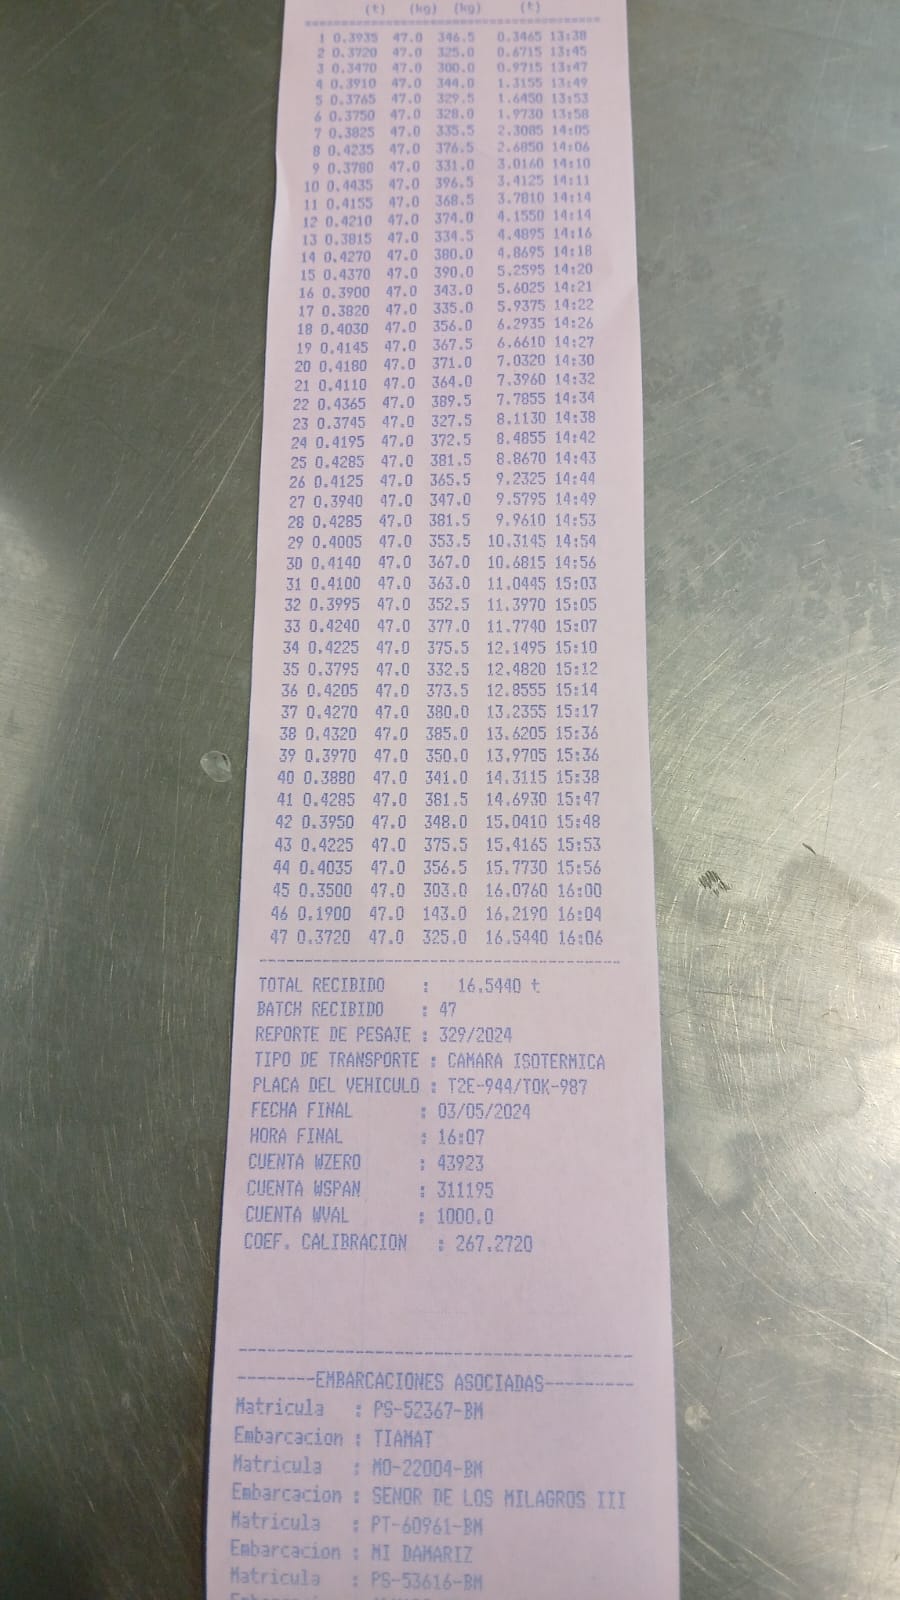 (t) (kg) (kg) (t)
1 0.3935 47.0 346.5 0.3465 13:38
2 0.3720 47.0 325.0 0.6715 13:45
3 0.3470 47.0 300.0 0.9715 13:47
4 0.3910 47.0 344.0 1.3155 13:49
5 0.3765 47.0 329.5 1.6450 13:53
6 0.3750 47.0 328.0 1.9730 13:58
7 0.3825 47.0 335.5 2.3085 14:05
8 0.4235 47.0 376.5 2.6850 14:06
9 0.3780 47.0 331.0 3.0160 14:10
10 0.4435 47.0 396.5 3.4125 14:11
11 0.4155 47.0 368.5 3.7810 14:14
12 0.4210 47.0 374.0 4.1550 14:14
13 0.3815 47.0 334.5 4.4895 14:16
14 0.4270 47.0 380.0 4.8695 14:18
15 0.4370 47.0 390.0 5.2595 14:20
16 0.3900 47.0 343.0 5.6025 14:21
17 0.3820 47.0 335.0 5.9375 14:22
18 0.4030 47.0 356.0 6.2935 14:26
19 0.4145 47.0 367.5 6.6610 14:27
20 0.4180 47.0 371.0 7.0320 14:30
21 0.4110 47.0 364.0 7.3960 14:32
22 0.4365 47.0 389.5 7.7855 14:34
23 0.3745 47.0 327.5 8.1130 14:38
24 0.4195 47.0 372.5 8.4855 14:42
25 0.4285 47.0 381.5 8.8670 14:43
26 0.4125 47.0 365.5 9.2325 14:44
27 0.3940 47.0 347.0 9.5795 14:49
28 0.4285 47.0 381.5 9.9610 14:53
29 0.4005 47.0 353.5 10.3145 14:54
30 0.4140 47.0 367.0 10.6815 14:56
31 0.4100 47.0 363.0 11.0445 15:03
32 0.3995 47.0 352.5 11.3970 15:05
33 0.4240 47.0 377.0 11.7740 15:07
34 0.4225 47.0 375.5 12.1495 15:10
35 0.3795 47.0 332.5 12.4820 15:12
36 0.4205 47.0 373.5 12.8555 15:14
37 0.4270 47.0 380.0 13.2355 15:17
38 0.4320 47.0 385.0 13.6205 15:36
39 0.3970 47.0 350.0 13.9705 15:36
40 0.3880 47.0 341.0 14.3115 15:38
41 0.4285 47.0 381.5 14.6930 15:47
42 0.3950 47.0 348.0 15.0410 15:48
43 0.4225 47.0 375.5 15.4165 15:53
44 0.4035 47.0 356.5 15.7730 15:56
45 0.3500 47.0 303.0 16.0760 16:00
46 0.1900 47.0 143.0 16.2190 16:04
47 0.3720 47.0 325.0 16.5440 16:06
TOTAL RECIBIDO : 16.5440 t
BATCH RECIBIDO : 47
REPORTE DE PESAJE : 329/2024
TIPO DE TRANSPORTE : CAMARA ISOTERMICA
PLACA DEL VEHICULO : T2E-944/TQK-987
FECHA FINAL : 03/05/2024
HORA FINAL : 16:07
CUENTA WZERO : 43923
CUENTA WSPAN : 311195
CUENTA WVAL : 1000.0
COEF. CALIBRACION : 267.2720
--------EMBARCACIONES ASOCIADAS---------
Matricula : PS-52367-BM
Embarcacion : TIAMAT
Matricula : MO-22004-BM
Embarcacion : SENOR DE LOS MILAGROS III
Matricula : PT-60961-BM
Embarcacion : MI DAMARIZ
Matricula : PS-53616-BM